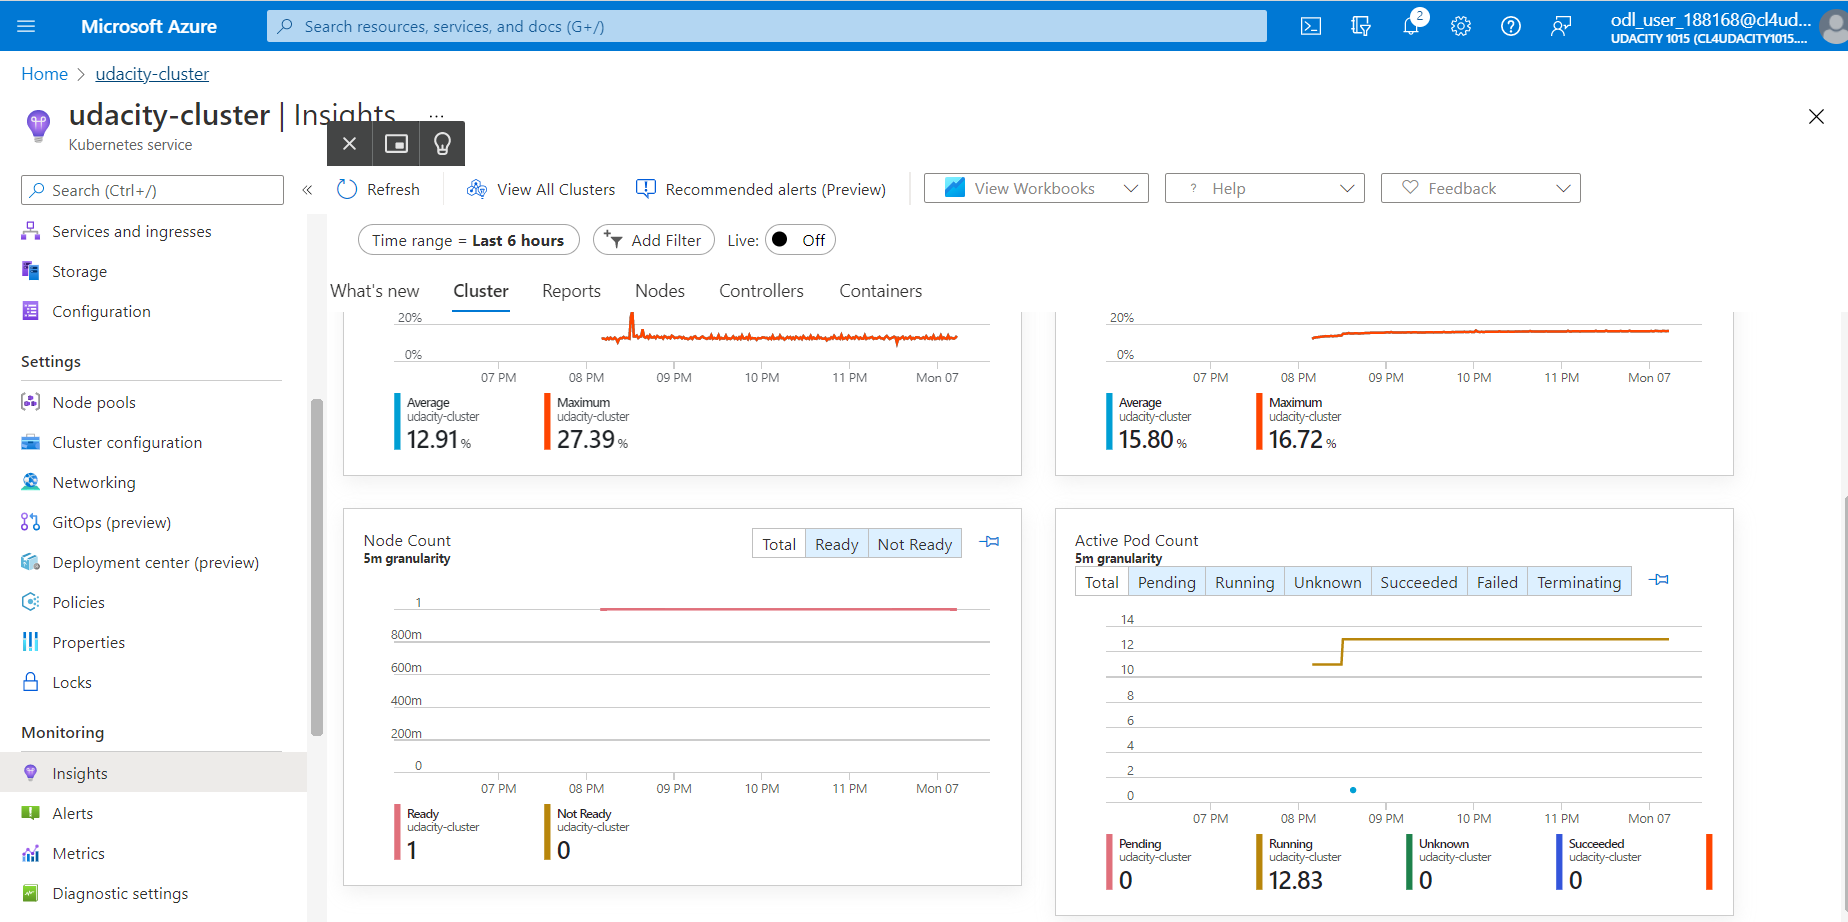 Microsoft Azure
Search resources, services, and docs (G+/)
2
odl_user_188168@cl4ud...
UDACITY 1015 (CL4UDACITY1015....
Home > udacity-cluster
udacity-cluster | Insights ...
Kubernetes service
Search (Ctrl+/)
«
Refresh
View All Clusters
Recommended alerts (Preview)
View Workbooks
? Help
Feedback
Services and ingresses
Storage
Configuration
Settings
Node pools
Cluster configuration
Networking
GitOps (preview)
Deployment center (preview)
Policies
Properties
Locks
Monitoring
Insights
Alerts
Metrics
Diagnostic settings
Time range = Last 6 hours
Add Filter
Live: Off
What's new
Cluster
Reports
Nodes
Controllers
Containers
20%
0%
07 PM 08 PM 09 PM 10 PM 11 PM Mon 07
Average
udacity-cluster
12.91 %
Maximum
udacity-cluster
27.39 %
20%
0%
07 PM 08 PM 09 PM 10 PM 11 PM Mon 07
Average
udacity-cluster
15.80 %
Maximum
udacity-cluster
16.72 %
Node Count
5m granularity
Total Ready Not Ready
1
800m
600m
400m
200m
0
07 PM 08 PM 09 PM 10 PM 11 PM Mon 07
Ready
udacity-cluster
1
Not Ready
udacity-cluster
0
Active Pod Count
5m granularity
Total Pending Running Unknown Succeeded Failed Terminating
14
12
10
8
6
4
2
0
07 PM 08 PM 09 PM 10 PM 11 PM Mon 07
Pending
udacity-cluster
0
Running
udacity-cluster
12.83
Unknown
udacity-cluster
0
Succeeded
udacity-cluster
0